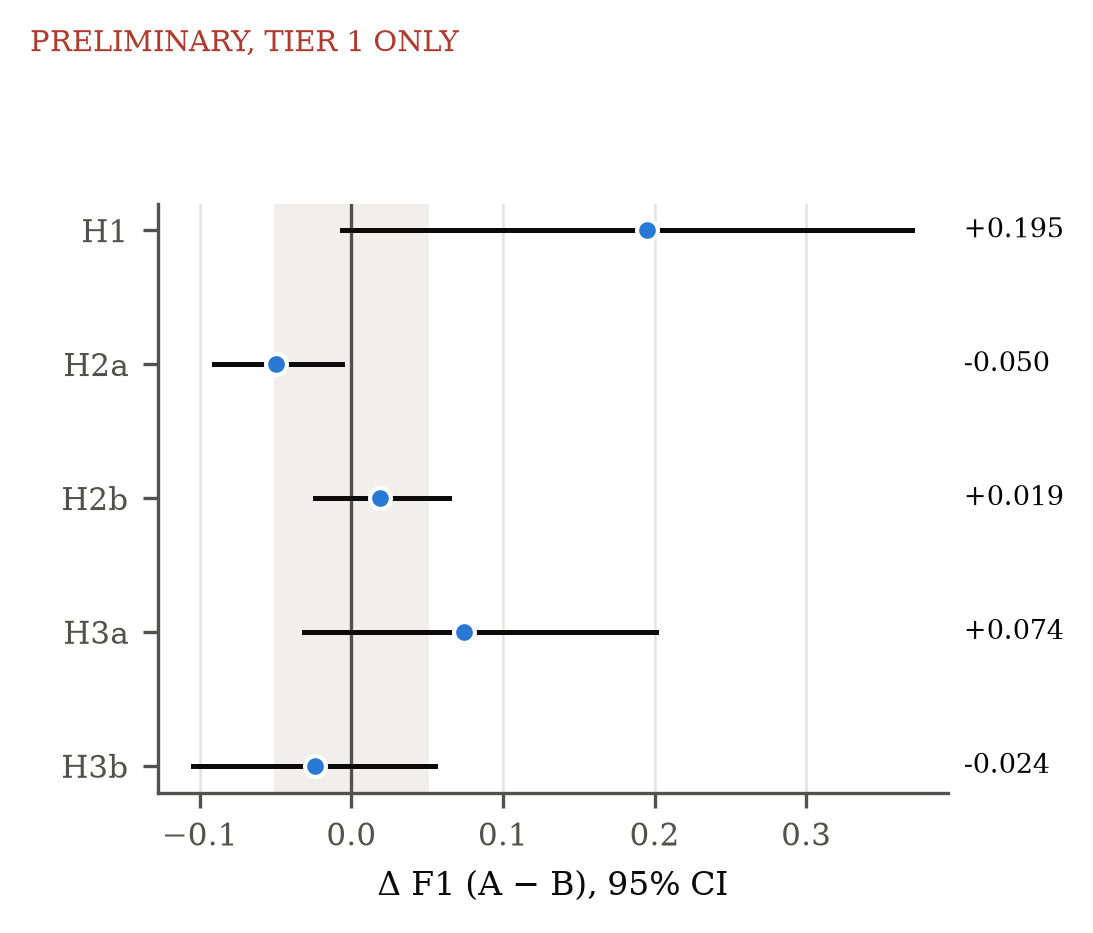 PRELIMINARY, TIER 1 ONLY
H1 +0.195
H2a -0.050
H2b +0.019
H3a +0.074
H3b -0.024
−0.1 0.0 0.1 0.2 0.3
Δ F1 (A − B), 95% CI